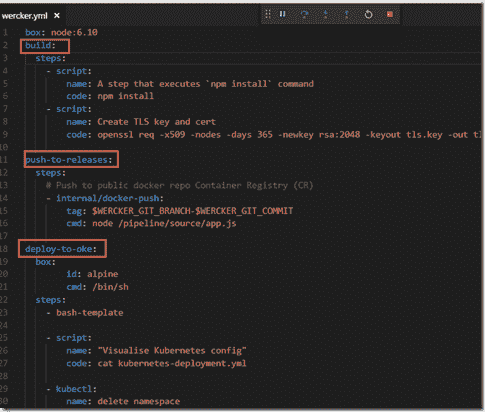 wercker.yml ×
1 box: node:6.10
2 build:
3 steps:
4 - script:
5 name: A step that executes `npm install` command
6 code: npm install
7 - script:
8 name: Create TLS key and cert
9 code: openssl req -x509 -nodes -days 365 -newkey rsa:2048 -keyout tls.key -out tl
10
11 push-to-releases:
12 steps:
13 # Push to public docker repo Container Registry (CR)
14 - internal/docker-push:
15 tag: $WERCKER_GIT_BRANCH-$WERCKER_GIT_COMMIT
16 cmd: node /pipeline/source/app.js
17
18 deploy-to-oke:
19 box:
20 id: alpine
21 cmd: /bin/sh
22 steps:
23 - bash-template
24
25 - script:
26 name: "Visualise Kubernetes config"
27 code: cat kubernetes-deployment.yml
28
29 - kubectl:
30 name: delete namespace